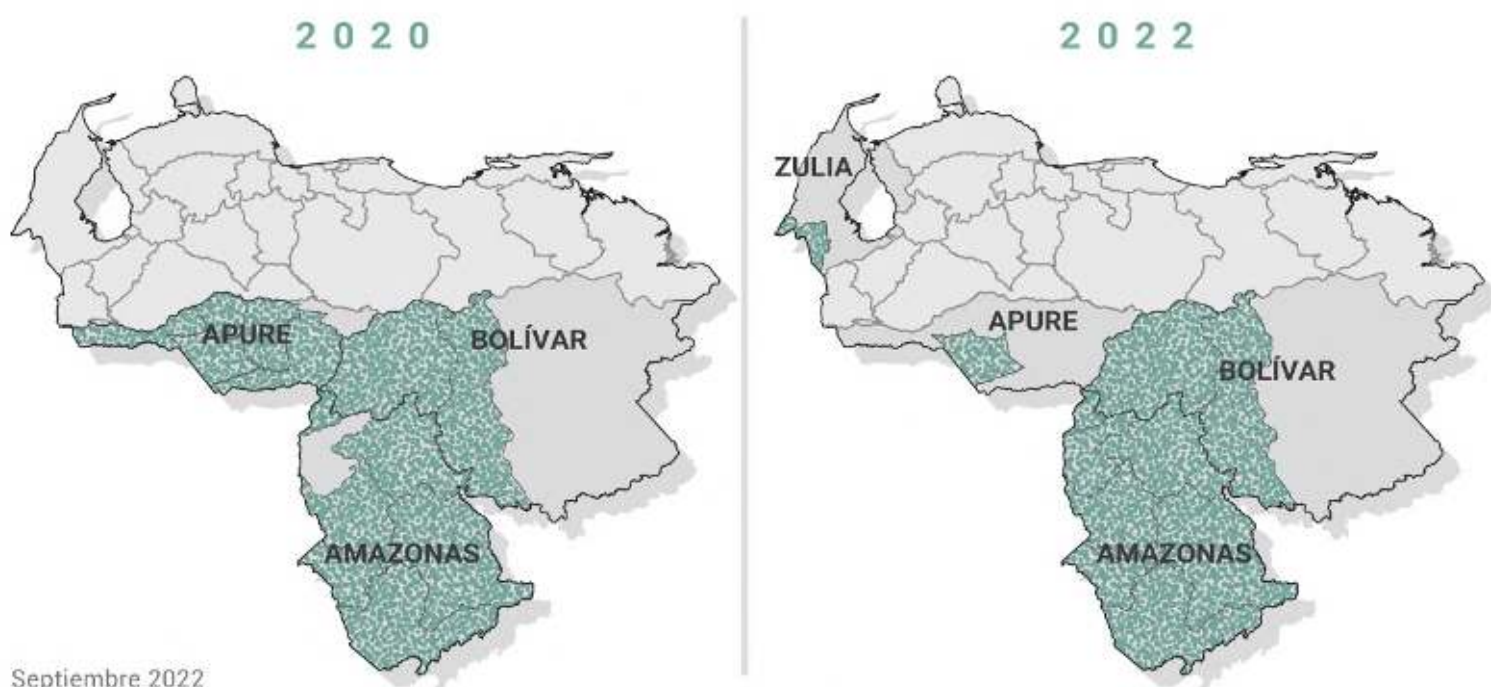 2020
APURE
BOLÍVAR
AMAZONAS
Septiembre 2022
2022
ZULIA
APURE
BOLÍVAR
AMAZONAS